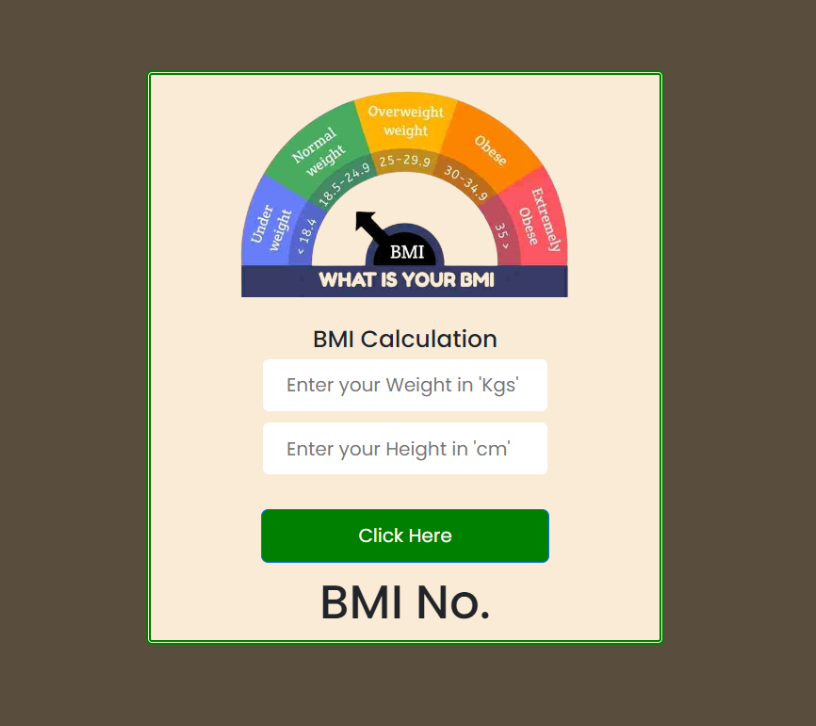 Under
weight
< 18.4
Normal
weight
18.5-24.9
Overweight
weight
25-29.9
Obese
30-34.9
Extremely
Obese
35 >
BMI
WHAT IS YOUR BMI
BMI Calculation
Enter your Weight in 'Kgs'
Enter your Height in 'cm'
Click Here
BMI No.